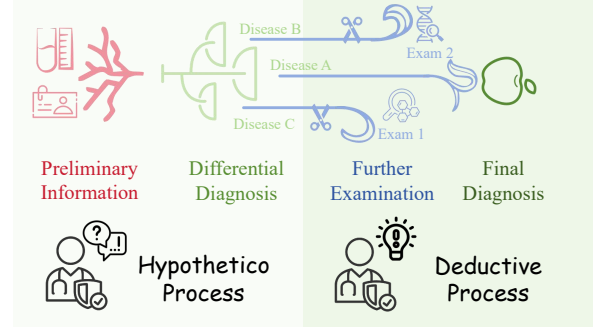 Disease B
Exam 2
Disease A
Disease C
Exam 1
Preliminary
Information
Differential
Diagnosis
Further
Examination
Final
Diagnosis
Hypothetico
Process
Deductive
Process